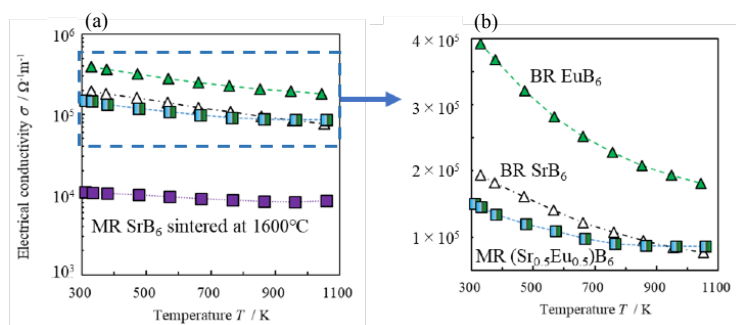 (a)
(b)
Electrical conductivity σ / Ω⁻¹m⁻¹
10⁶
10⁵
10⁴
10³
MR SrB₆ sintered at 1600°C
300 500 700 900 1100
Temperature T / K
4 × 10⁵
3 × 10⁵
2 × 10⁵
1 × 10⁵
BR EuB₆
BR SrB₆
MR (Sr₀.₅Eu₀.₅)B₆
300 500 700 900 1100
Temperature T / K